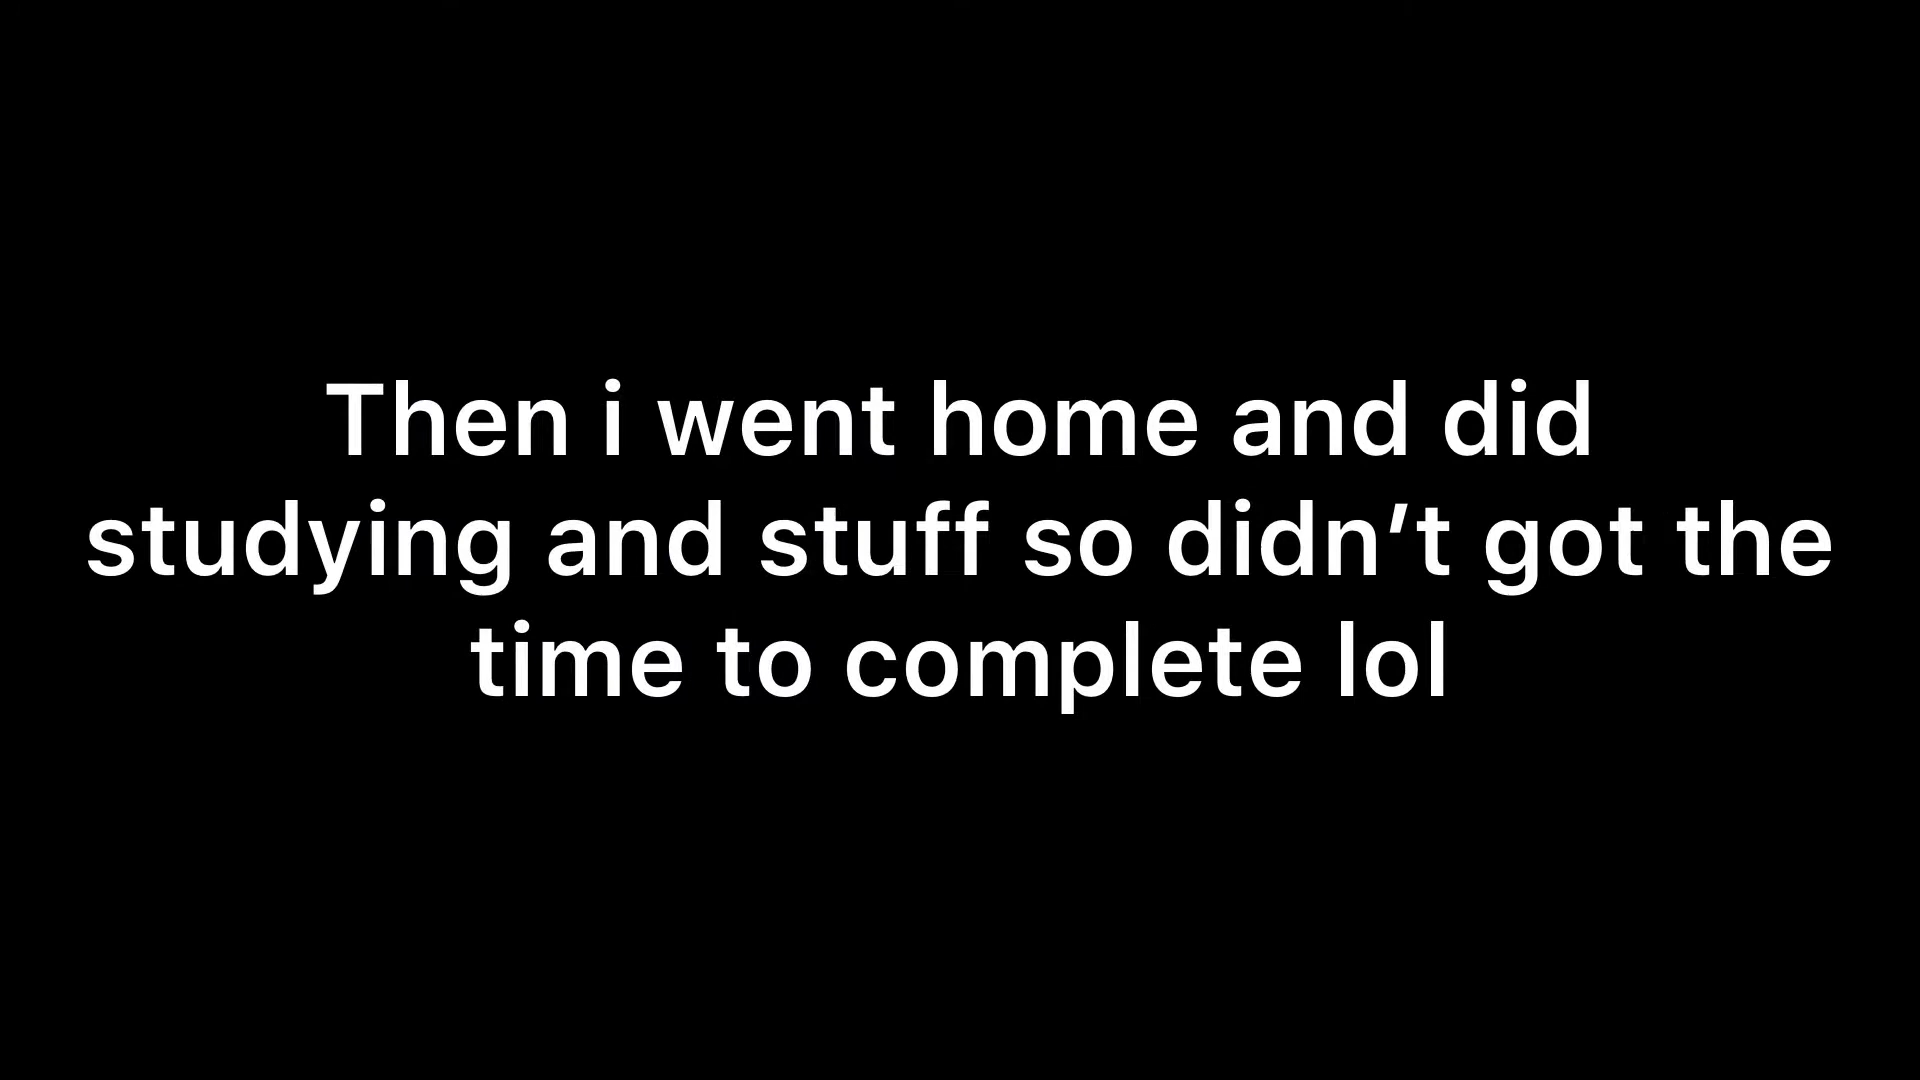 Then i went home and did
studying and stuff so didn’t got the
time to complete lol